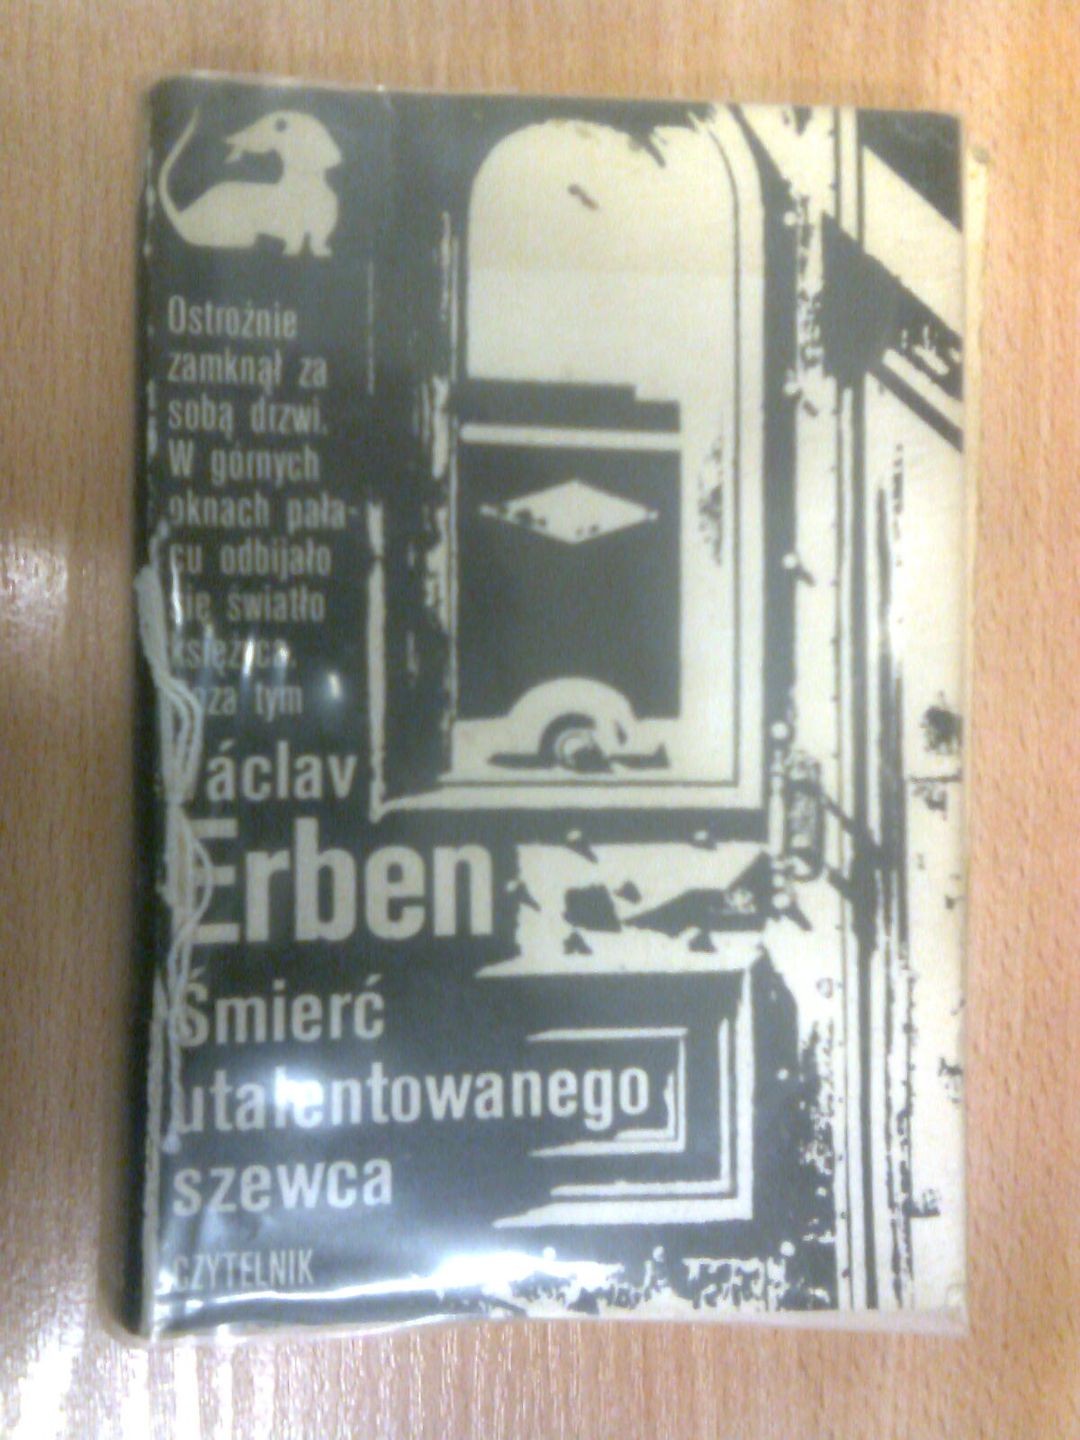 Ostrożnie
zamknął za
sobą drzwi.
W górnych
oknach pała-
cu odbijało
się światło
księżyca.
Poza tym
Václav
Erben
Śmierć
utalentowanego
szewca
CZYTELNIK